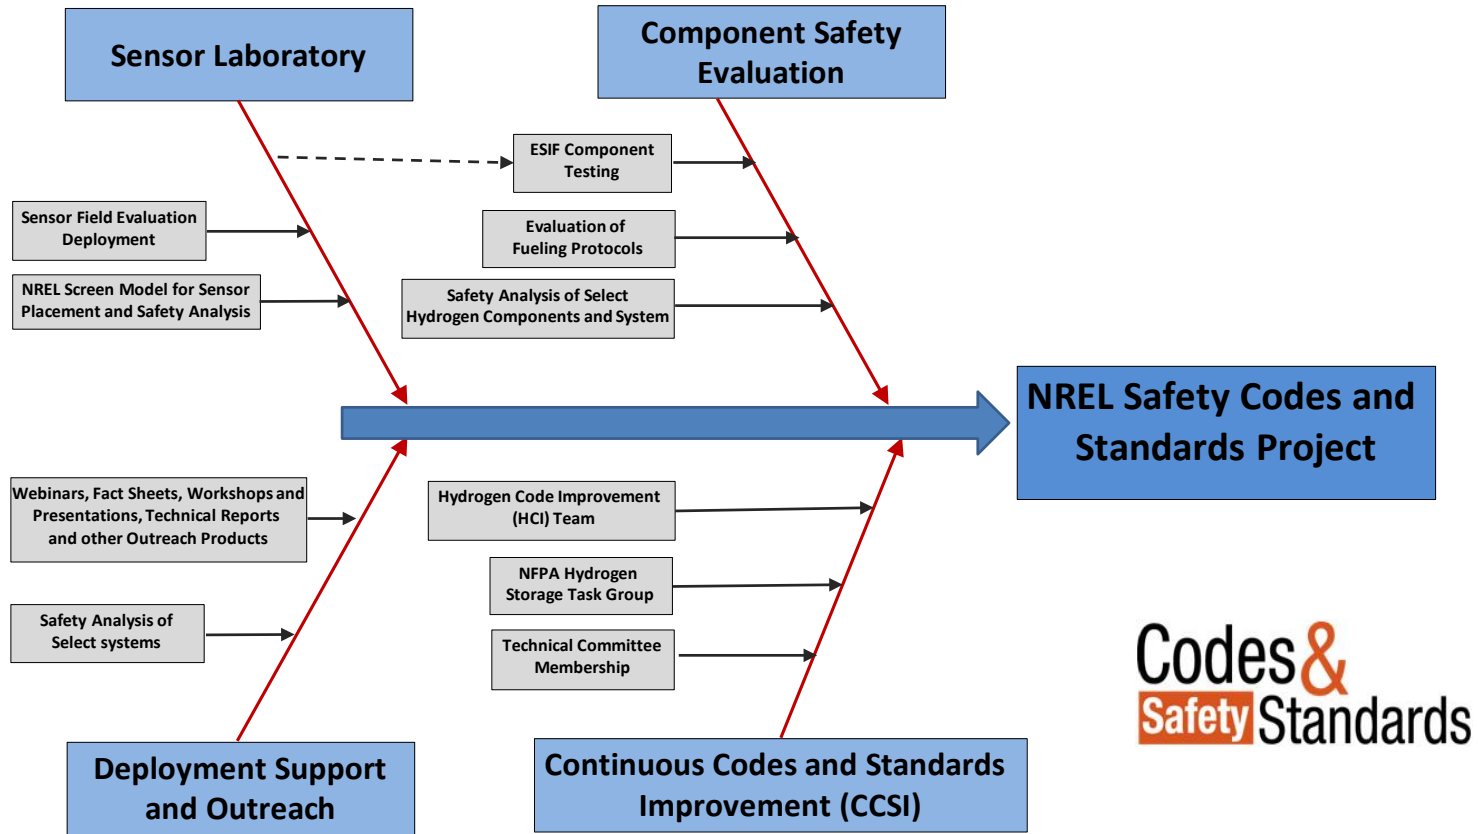 Sensor Laboratory
Component Safety
Evaluation
ESIF Component
Testing
Sensor Field Evaluation
Deployment
Evaluation of
Fueling Protocols
NREL Screen Model for Sensor
Placement and Safety Analysis
Safety Analysis of Select
Hydrogen Components and System
NREL Safety Codes and
Standards Project
Webinars, Fact Sheets, Workshops and
Presentations, Technical Reports
and other Outreach Products
Hydrogen Code Improvement
(HCI) Team
NFPA Hydrogen
Storage Task Group
Safety Analysis of
Select systems
Technical Committee
Membership
Deployment Support
and Outreach
Continuous Codes and Standards
Improvement (CCSI)
Codes &
Safety Standards